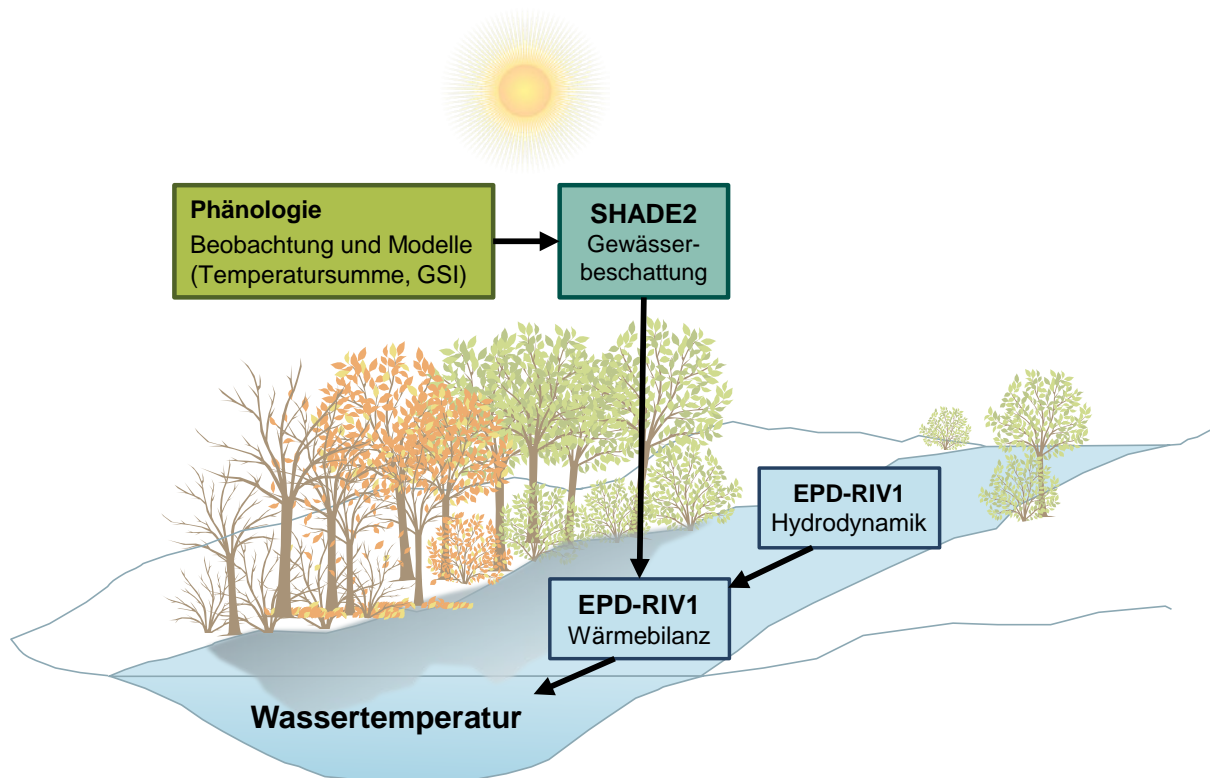 Phänologie
Beobachtung und Modelle
(Temperatursumme, GSI)
SHADE2
Gewässer-
beschattung
EPD-RIV1
Hydrodynamik
EPD-RIV1
Wärmebilanz
Wassertemperatur